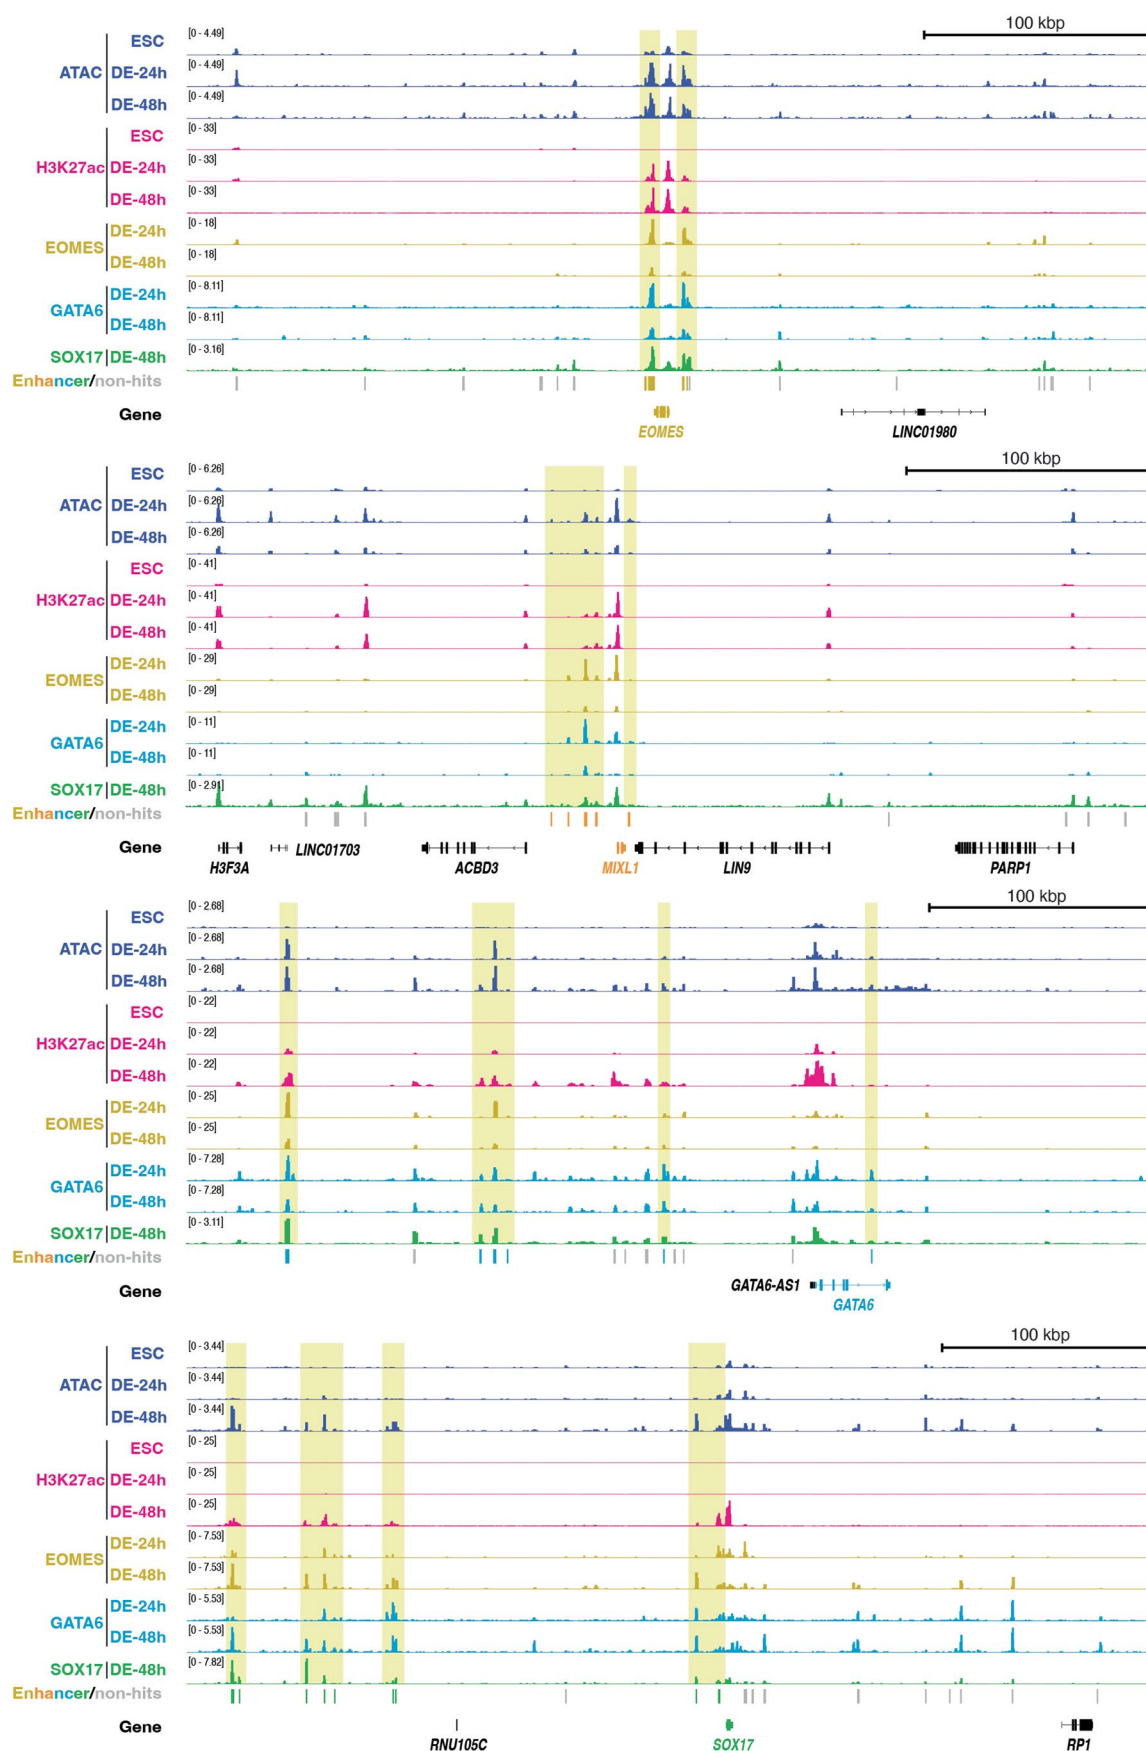 100 kbp
ESC [0 - 4.49]
ATAC DE-24h [0 - 4.49]
DE-48h [0 - 4.49]
ESC [0 - 33]
H3K27ac DE-24h [0 - 33]
DE-48h [0 - 33]
EOMES DE-24h [0 - 18]
DE-48h [0 - 18]
GATA6 DE-24h [0 - 8.11]
DE-48h [0 - 8.11]
SOX17 DE-48h [0 - 3.16]
Enhancer/non-hits
Gene
EOMES LINC01980
100 kbp
ESC [0 - 6.26]
ATAC DE-24h [0 - 6.26]
DE-48h [0 - 6.26]
ESC [0 - 41]
H3K27ac DE-24h [0 - 41]
DE-48h [0 - 41]
EOMES DE-24h [0 - 29]
DE-48h [0 - 29]
GATA6 DE-24h [0 - 11]
DE-48h [0 - 11]
SOX17 DE-48h [0 - 2.91]
Enhancer/non-hits
Gene LINC01703
H3F3A ACBD3 MIXL1 LIN9 PARP1
100 kbp
ESC [0 - 2.68]
ATAC DE-24h [0 - 2.68]
DE-48h [0 - 2.68]
ESC [0 - 22]
H3K27ac DE-24h [0 - 22]
DE-48h [0 - 22]
EOMES DE-24h [0 - 25]
DE-48h [0 - 25]
GATA6 DE-24h [0 - 7.28]
DE-48h [0 - 7.28]
SOX17 DE-48h [0 - 3.11]
Enhancer/non-hits
Gene GATA6-AS1
GATA6
100 kbp
ESC [0 - 3.44]
ATAC DE-24h [0 - 3.44]
DE-48h [0 - 3.44]
ESC [0 - 25]
H3K27ac DE-24h [0 - 25]
DE-48h [0 - 25]
EOMES DE-24h [0 - 7.53]
DE-48h [0 - 7.53]
GATA6 DE-24h [0 - 5.53]
DE-48h [0 - 5.53]
SOX17 DE-48h [0 - 7.82]
Enhancer/non-hits
Gene
RNU105C SOX17 RP1